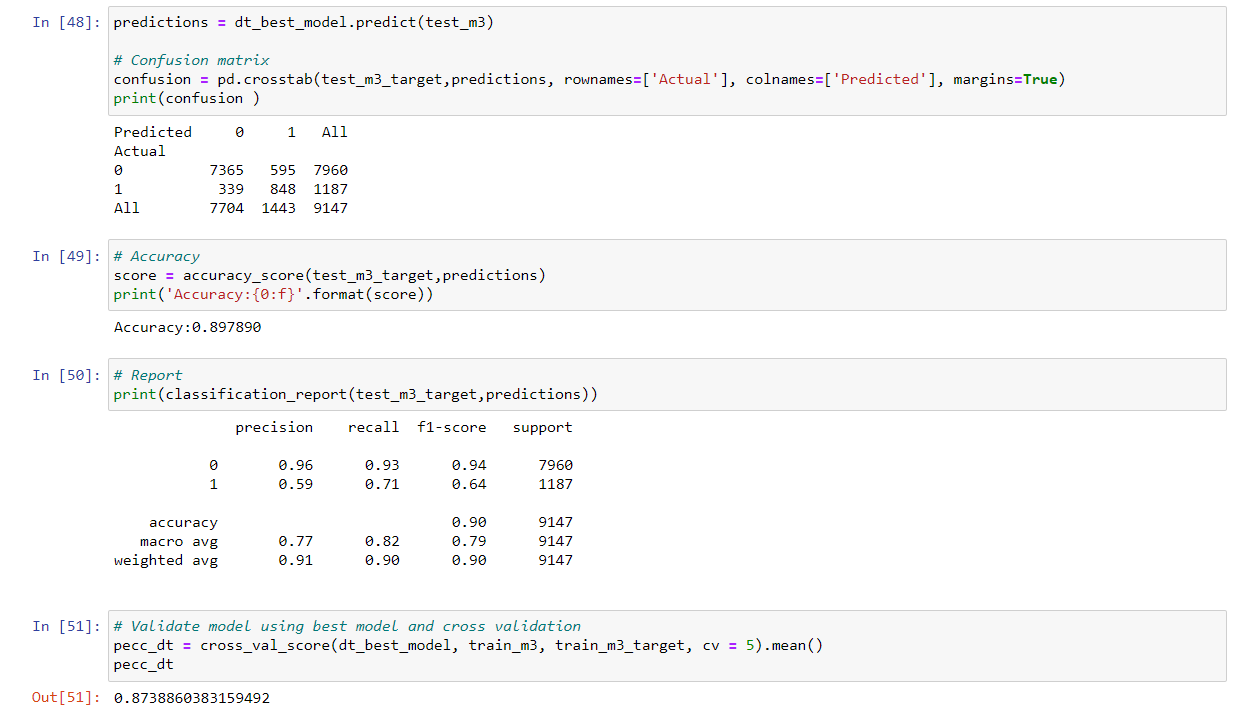 In [48]: predictions = dt_best_model.predict(test_m3)
# Confusion matrix
confusion = pd.crosstab(test_m3_target,predictions, rownames=['Actual'], colnames=['Predicted'], margins=True)
print(confusion )
Predicted 0 1 All
Actual
0 7365 595 7960
1 339 848 1187
All 7704 1443 9147
In [49]: # Accuracy
score = accuracy_score(test_m3_target,predictions)
print('Accuracy:{0:f}'.format(score))
Accuracy:0.897890
In [50]: # Report
print(classification_report(test_m3_target,predictions))
precision recall f1-score support
0 0.96 0.93 0.94 7960
1 0.59 0.71 0.64 1187
accuracy 0.90 9147
macro avg 0.77 0.82 0.79 9147
weighted avg 0.91 0.90 0.90 9147
In [51]: # Validate model using best model and cross validation
pecc_dt = cross_val_score(dt_best_model, train_m3, train_m3_target, cv = 5).mean()
pecc_dt
Out[51]: 0.8738860383159492